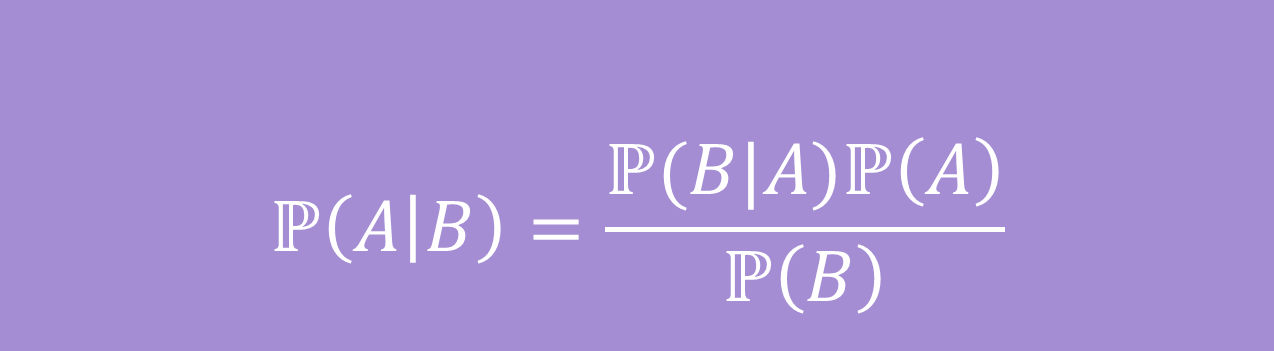 ℙ(A|B) = ℙ(B|A)ℙ(A) / ℙ(B)